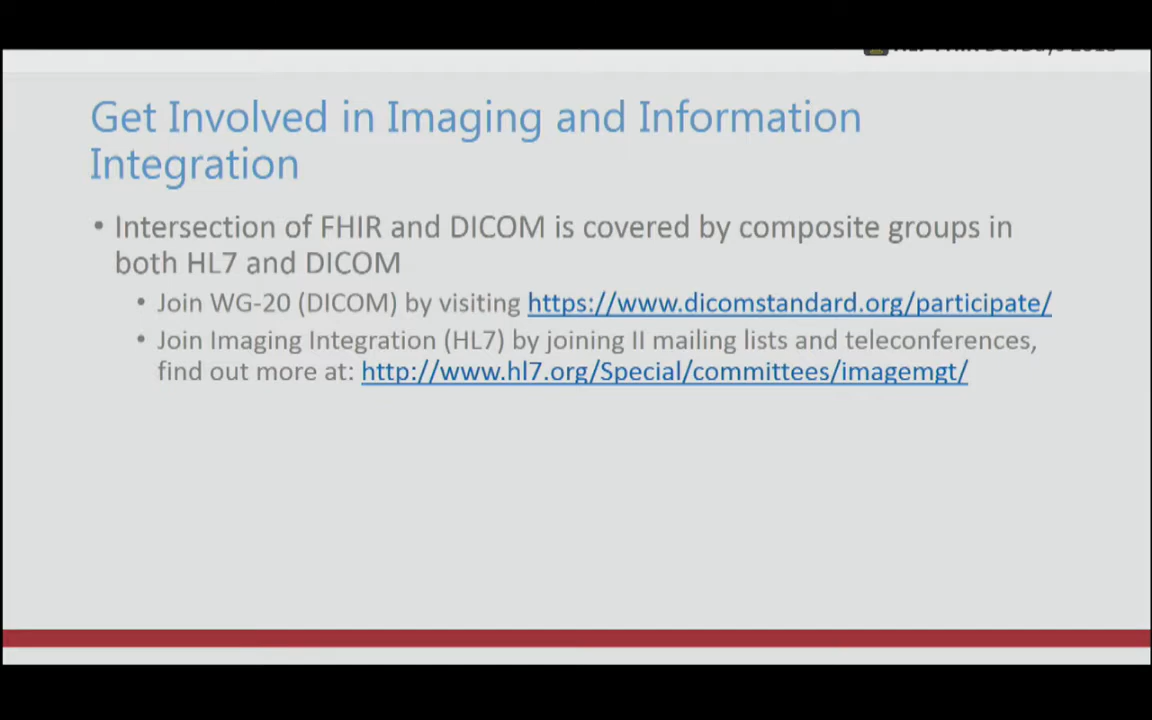 Get Involved in Imaging and Information
Integration
• Intersection of FHIR and DICOM is covered by composite groups in
both HL7 and DICOM
• Join WG-20 (DICOM) by visiting https://www.dicomstandard.org/participate/
• Join Imaging Integration (HL7) by joining II mailing lists and teleconferences,
find out more at: http://www.hl7.org/Special/committees/imagemgt/